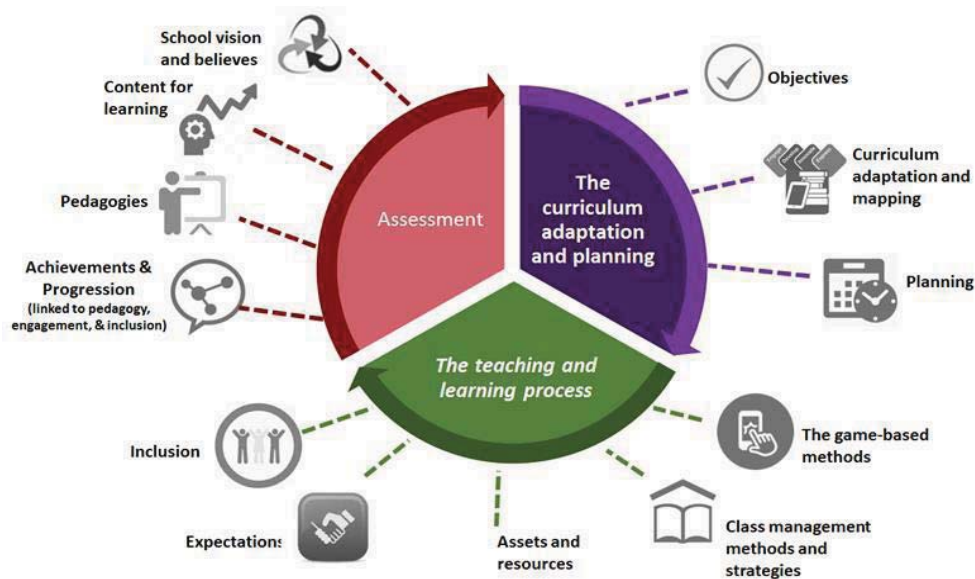 School vision
and believes
Content for
learning
Pedagogies
Achievements &
Progression
(linked to pedagogy,
engagement, & inclusion)
Assessment
The
curriculum
adaptation
and planning
Objectives
Curriculum
adaptation and
mapping
Planning
The teaching and
learning process
Inclusion
Expectations
Assets and
resources
Class management
methods and
strategies
The game-based
methods